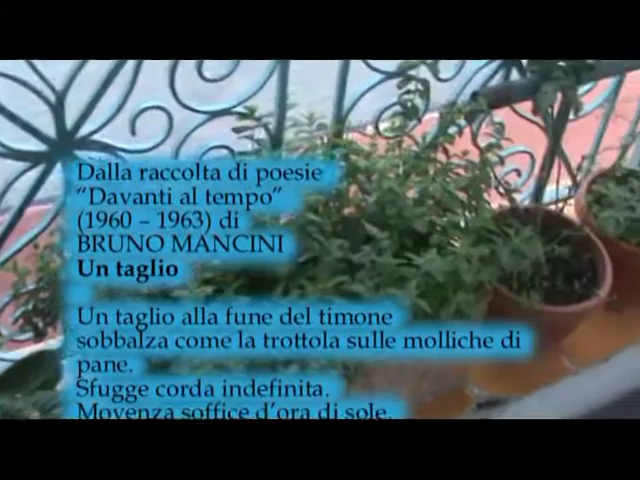 Dalla raccolta di poesie
“Davanti al tempo”
(1960 – 1963) di
BRUNO MANCINI
Un taglio
Un taglio alla fune del timone
sobbalza come la trottola sulle molliche di
pane.
Sfugge corda indefinita.
Movenza soffice d’ora di sole.